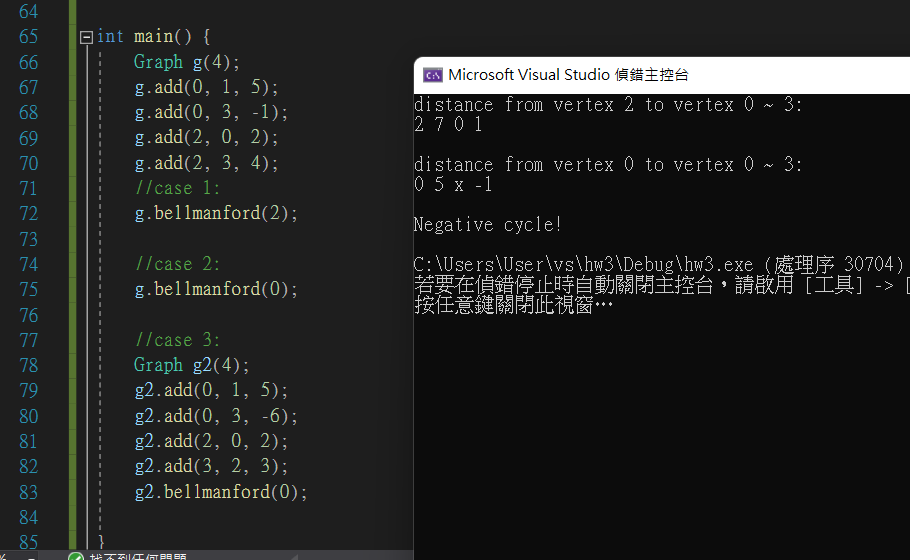 64
65 int main() {
66 Graph g(4);
67 g.add(0, 1, 5);
68 g.add(0, 3, -1);
69 g.add(2, 0, 2);
70 g.add(2, 3, 4);
71 //case 1:
72 g.bellmanford(2);
73
74 //case 2:
75 g.bellmanford(0);
76
77 //case 3:
78 Graph g2(4);
79 g2.add(0, 1, 5);
80 g2.add(0, 3, -6);
81 g2.add(2, 0, 2);
82 g2.add(3, 2, 3);
83 g2.bellmanford(0);
84
85 }
% 找不到任何問題
C:\ Microsoft Visual Studio 偵錯主控台
distance from vertex 2 to vertex 0 ~ 3:
2 7 0 1
distance from vertex 0 to vertex 0 ~ 3:
0 5 x -1
Negative cycle!
C:\Users\User\vs\hw3\Debug\hw3.exe (處理序 30704)
若要在偵錯停止時自動關閉主控台，請啟用 [工具] -> [
按任意鍵關閉此視窗…